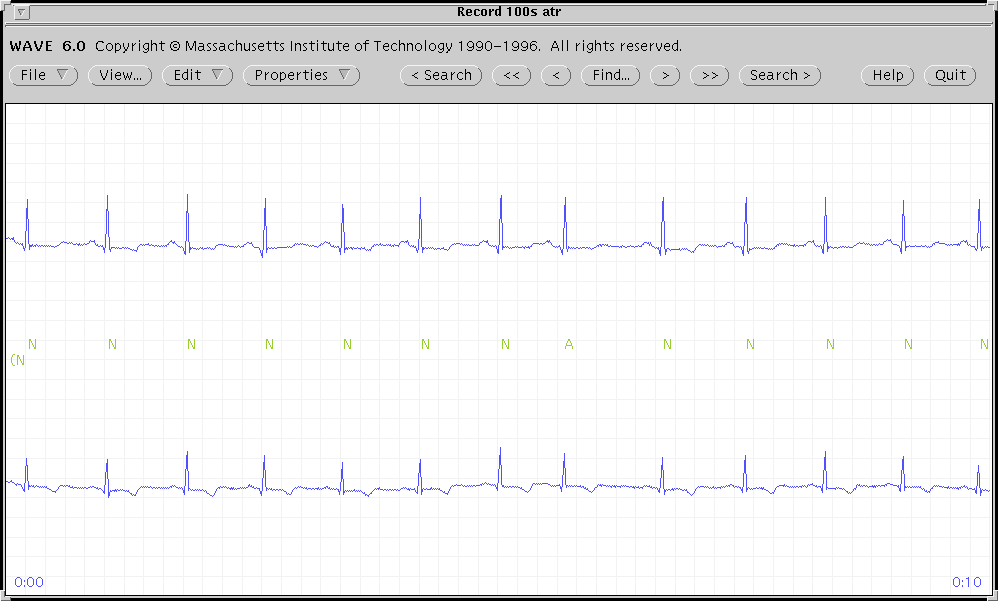 Record 100s atr
WAVE 6.0 Copyright © Massachusetts Institute of Technology 1990-1996. All rights reserved.
File View... Edit Properties < Search << < Find... > >> Search > Help Quit
N N N N N N N A N N N N N
(N
0:00 0:10